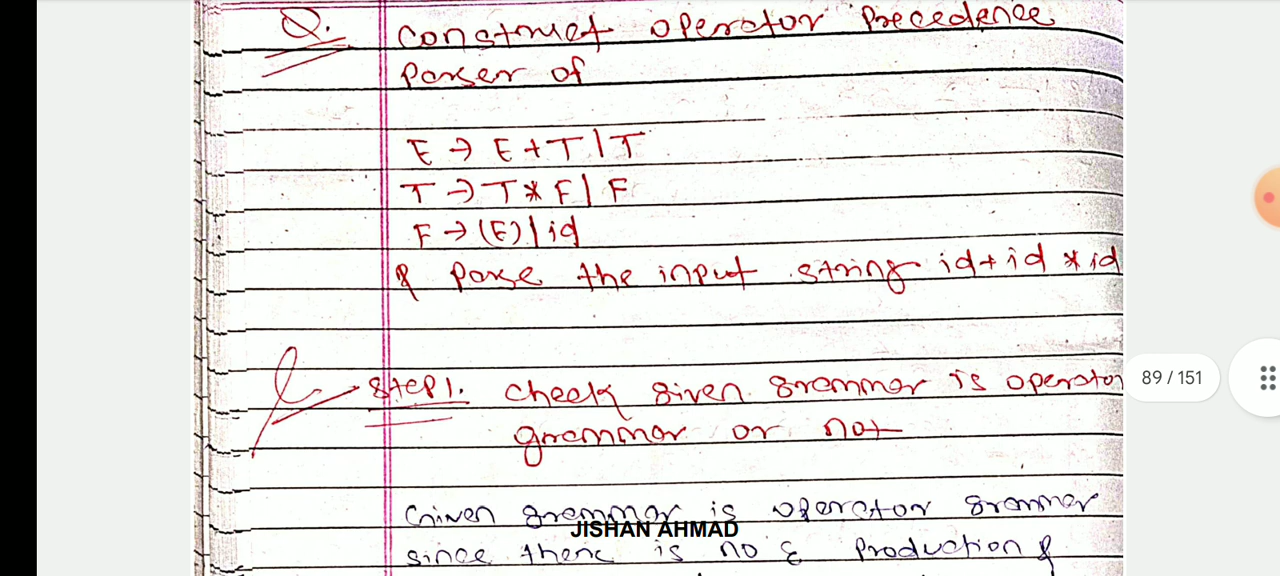 Q. Construct operator precedence
Parser of
E → E + T | T
T → T * F | F
F → (E) | id
& Parse the input string id + id * id
Step 1. Check given grammar is operator
grammar or not
89 / 151
Given grammar is operator grammar
JISHAN AHMAD
since there is no ε production &